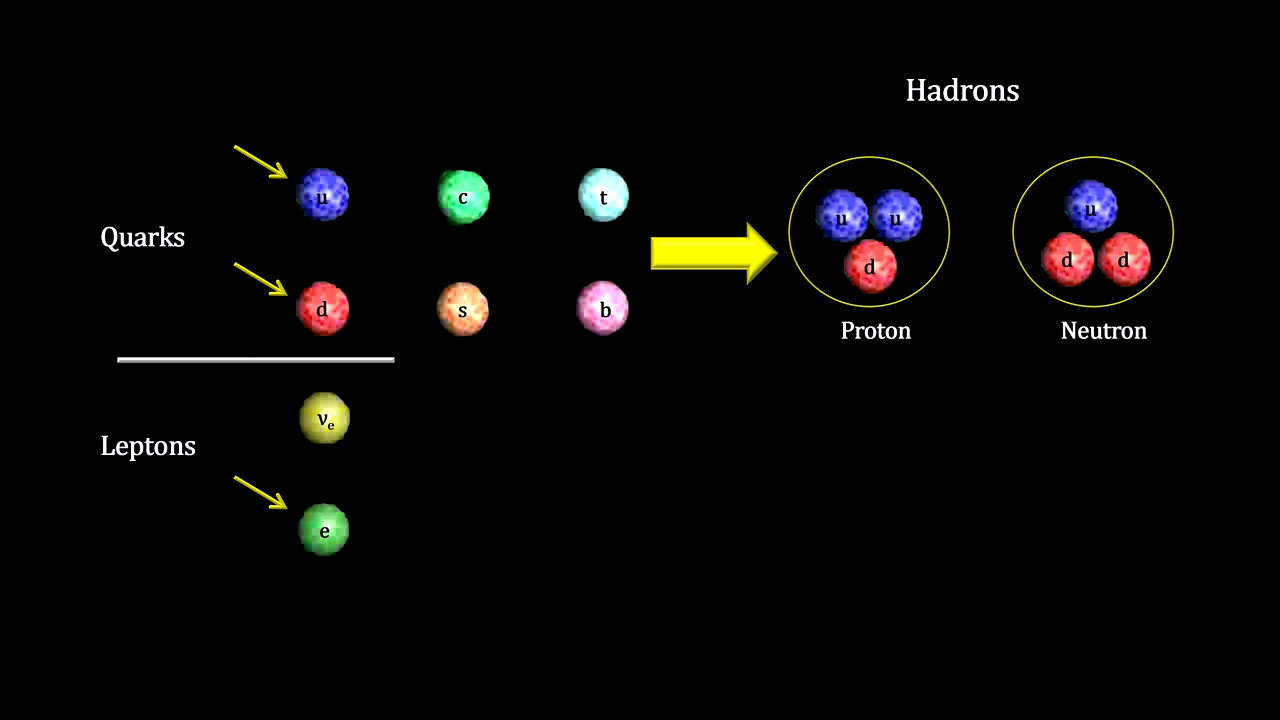 Hadrons
u c t
Quarks
d s b
u u
d
Proton
u
d d
Neutron
νe
Leptons
e